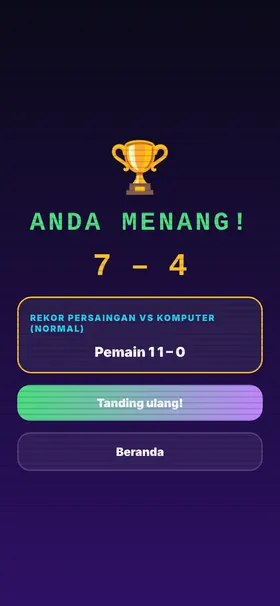 ANDA MENANG!
7 – 4
REKOR PERSAINGAN VS KOMPUTER
(NORMAL)
Pemain 11–0
Tanding ulang!
Beranda